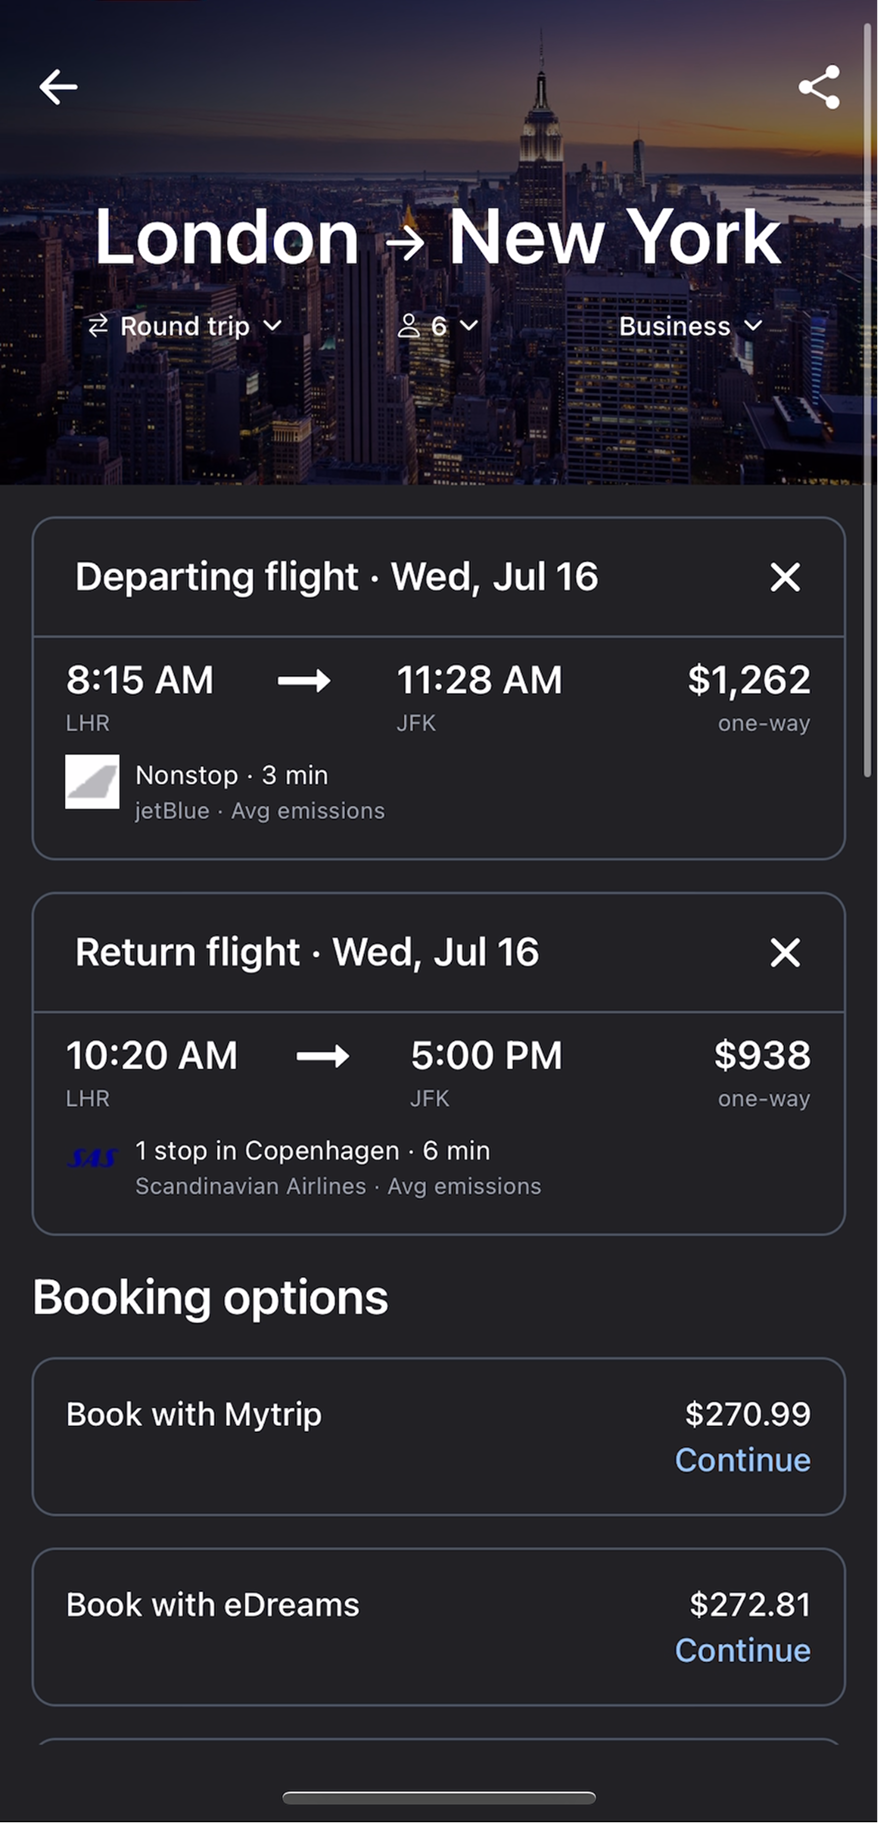 London → New York
Round trip 6 Business
Departing flight · Wed, Jul 16
8:15 AM → 11:28 AM $1,262
LHR JFK one-way
Nonstop · 3 min
jetBlue · Avg emissions
Return flight · Wed, Jul 16
10:20 AM → 5:00 PM $938
LHR JFK one-way
SAS 1 stop in Copenhagen · 6 min
Scandinavian Airlines · Avg emissions
Booking options
Book with Mytrip $270.99
Continue
Book with eDreams $272.81
Continue